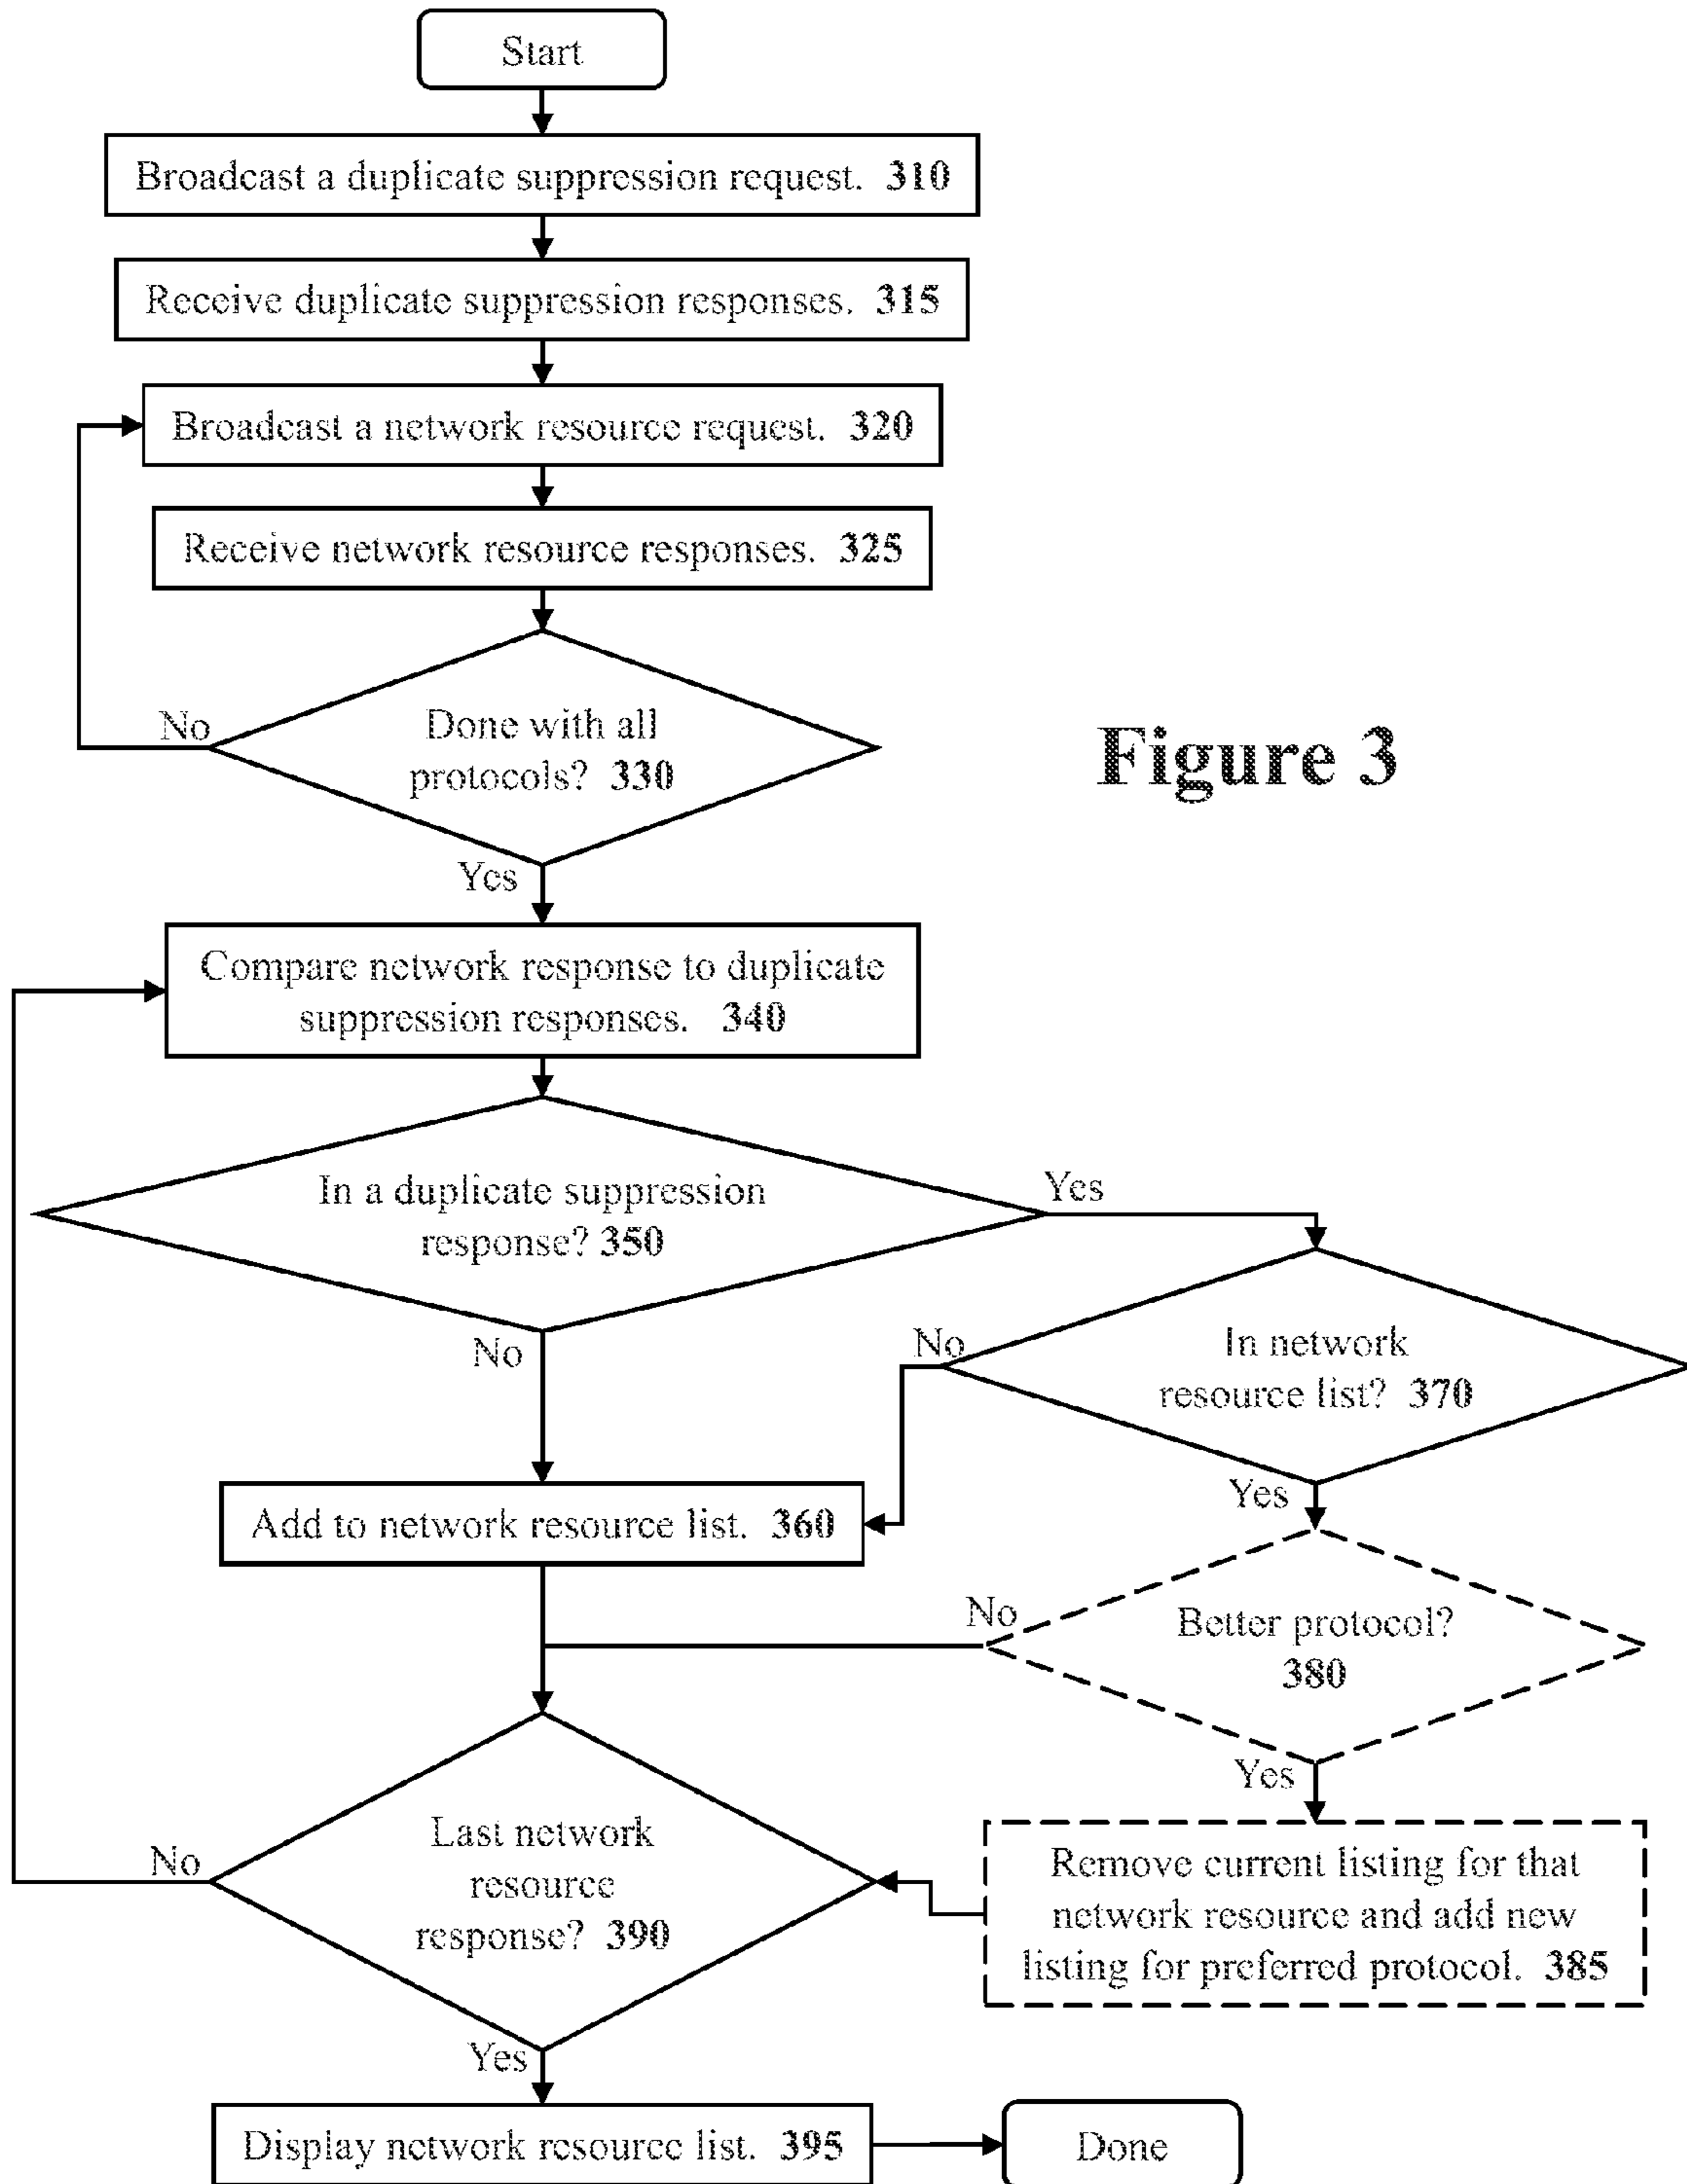 Start
Broadcast a duplicate suppression request. 310
Receive duplicate suppression responses. 315
Broadcast a network resource request. 320
Receive network resource responses. 325
No
Done with all
protocols? 330
Figure 3
Yes
Compare network response to duplicate
suppression responses. 340
In a duplicate suppression
response? 350
Yes
No
No
In network
resource list? 370
Yes
Add to network resource list. 360
No
Better protocol?
380
Yes
No
Last network
resource
response? 390
Remove current listing for that
network resource and add new
listing for preferred protocol. 385
Yes
Display network resource list. 395
Done